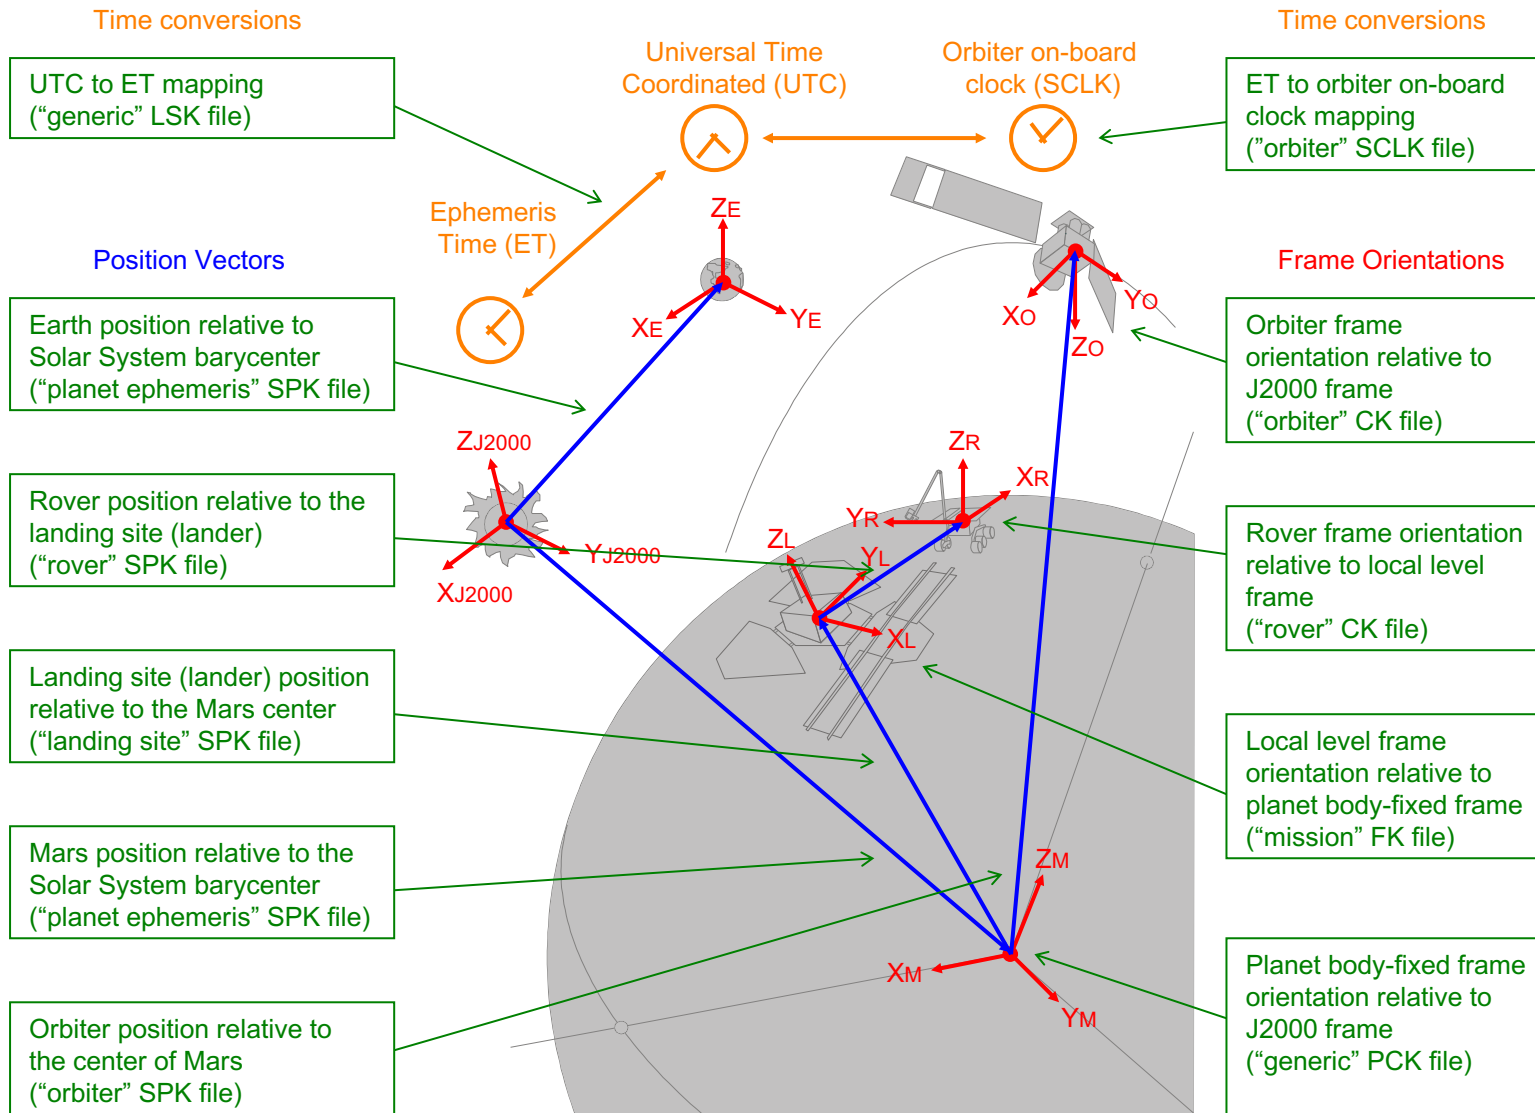 Time conversions
UTC to ET mapping
(“generic” LSK file)
Position Vectors
Earth position relative to
Solar System barycenter
(“planet ephemeris” SPK file)
Rover position relative to the
landing site (lander)
(“rover” SPK file)
Landing site (lander) position
relative to the Mars center
(“landing site” SPK file)
Mars position relative to the
Solar System barycenter
(“planet ephemeris” SPK file)
Orbiter position relative to
the center of Mars
(“orbiter” SPK file)
Universal Time
Coordinated (UTC)
Orbiter on-board
clock (SCLK)
Ephemeris
Time (ET)
ZE
XE
YE
XO
YO
ZO
ZJ2000
YJ2000
XJ2000
ZR
XR
YR
ZL
YL
XL
ZM
XM
YM
Time conversions
ET to orbiter on-board
clock mapping
(”orbiter” SCLK file)
Frame Orientations
Orbiter frame
orientation relative to
J2000 frame
(“orbiter” CK file)
Rover frame orientation
relative to local level
frame
(“rover” CK file)
Local level frame
orientation relative to
planet body-fixed frame
(“mission” FK file)
Planet body-fixed frame
orientation relative to
J2000 frame
(“generic” PCK file)